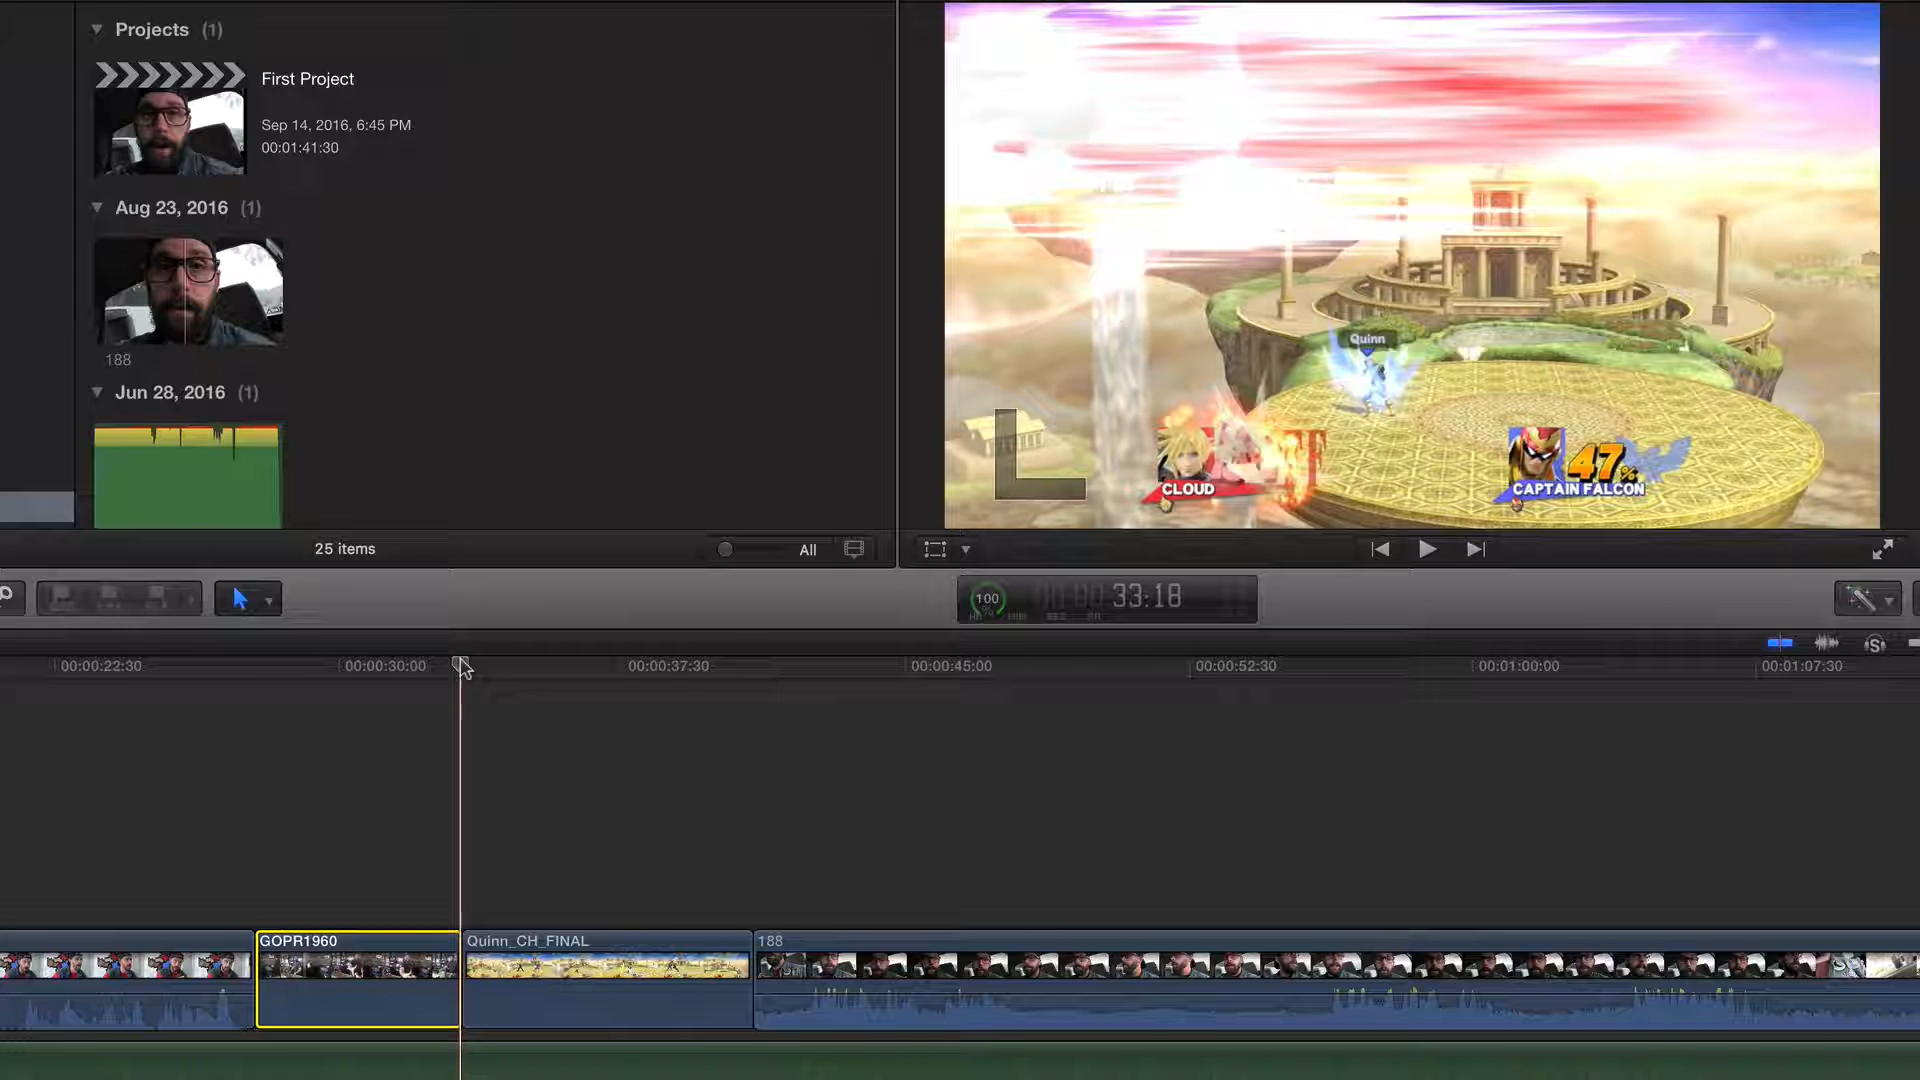 Projects (1)
First Project
Sep 14, 2016, 6:45 PM
00:01:41:30
Aug 23, 2016 (1)
188
Jun 28, 2016 (1)
Quinn
CLOUD
47%
CAPTAIN FALCON
25 items
All
100
%
33:18
00:00:22:30
00:00:30:00
00:00:37:30
00:00:45:00
00:00:52:30
00:01:00:00
00:01:07:30
GOPR1960
Quinn_CH_FINAL
188